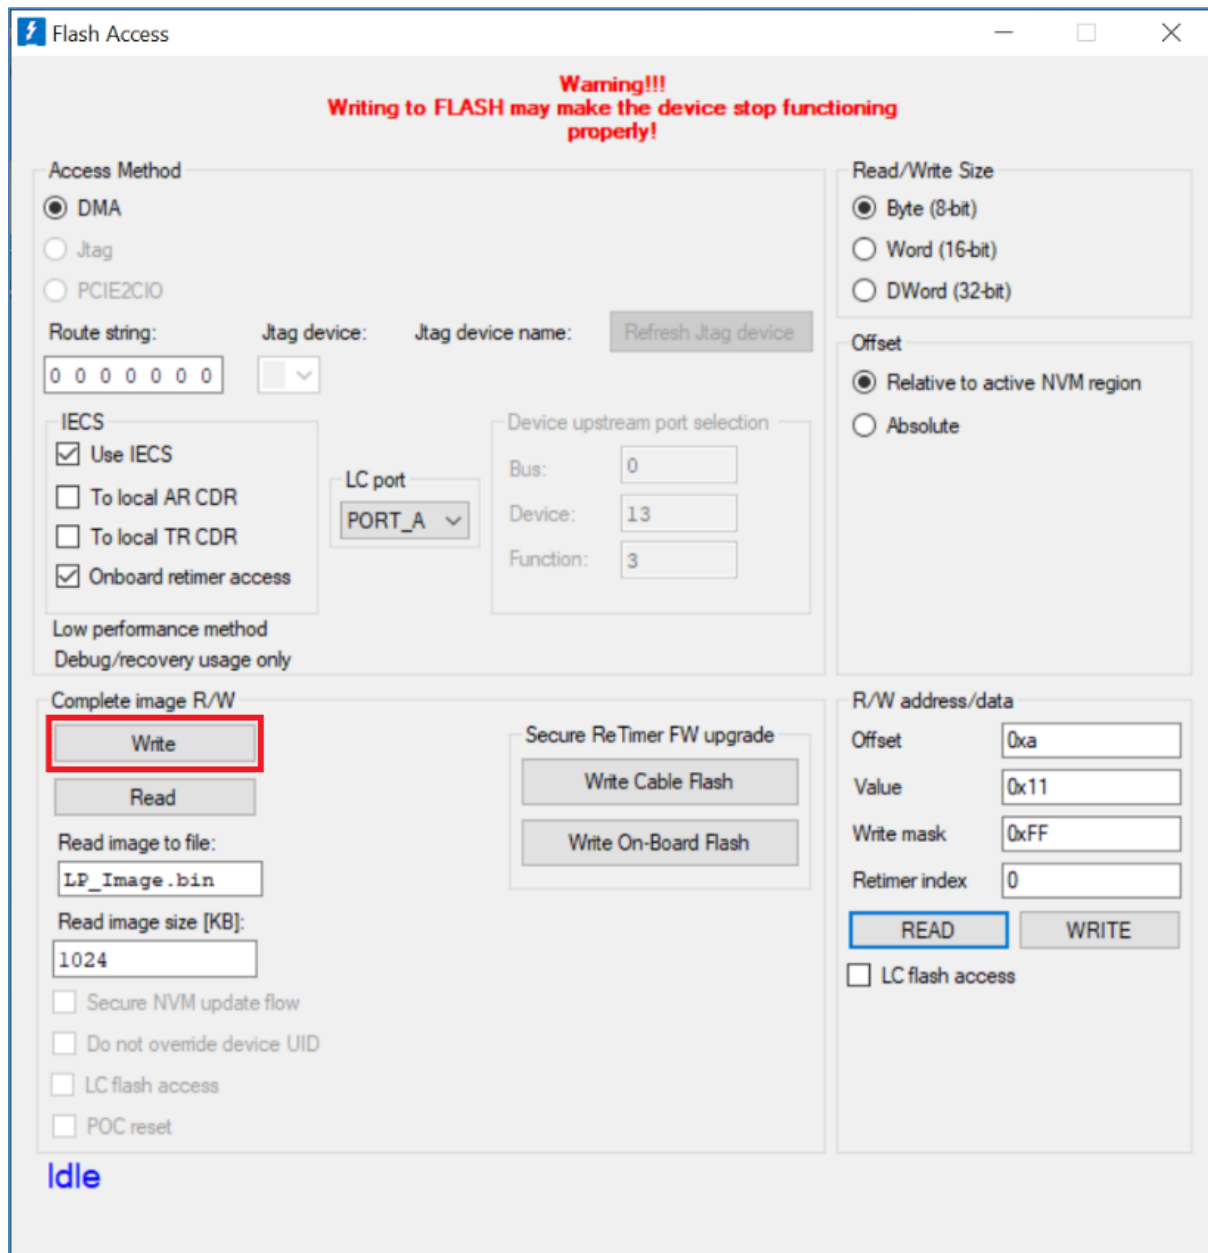 Flash Access
Warning!!!
Writing to FLASH may make the device stop functioning
properly!
Access Method
DMA
Jtag
PCIE2CIO
Route string:
Jtag device:
Jtag device name:
Refresh Jtag device
0 0 0 0 0 0 0
IECS
Use IECS
To local AR CDR
To local TR CDR
Onboard retimer access
LC port
PORT_A
Device upstream port selection
Bus: 0
Device: 13
Function: 3
Low performance method
Debug/recovery usage only
Read/Write Size
Byte (8-bit)
Word (16-bit)
DWord (32-bit)
Offset
Relative to active NVM region
Absolute
Complete image R/W
Write
Read
Read image to file:
LP_Image.bin
Read image size [KB]:
1024
Secure NVM update flow
Do not override device UID
LC flash access
POC reset
Secure ReTimer FW upgrade
Write Cable Flash
Write On-Board Flash
R/W address/data
Offset 0xa
Value 0x11
Write mask 0xFF
Retimer index 0
READ WRITE
LC flash access
Idle